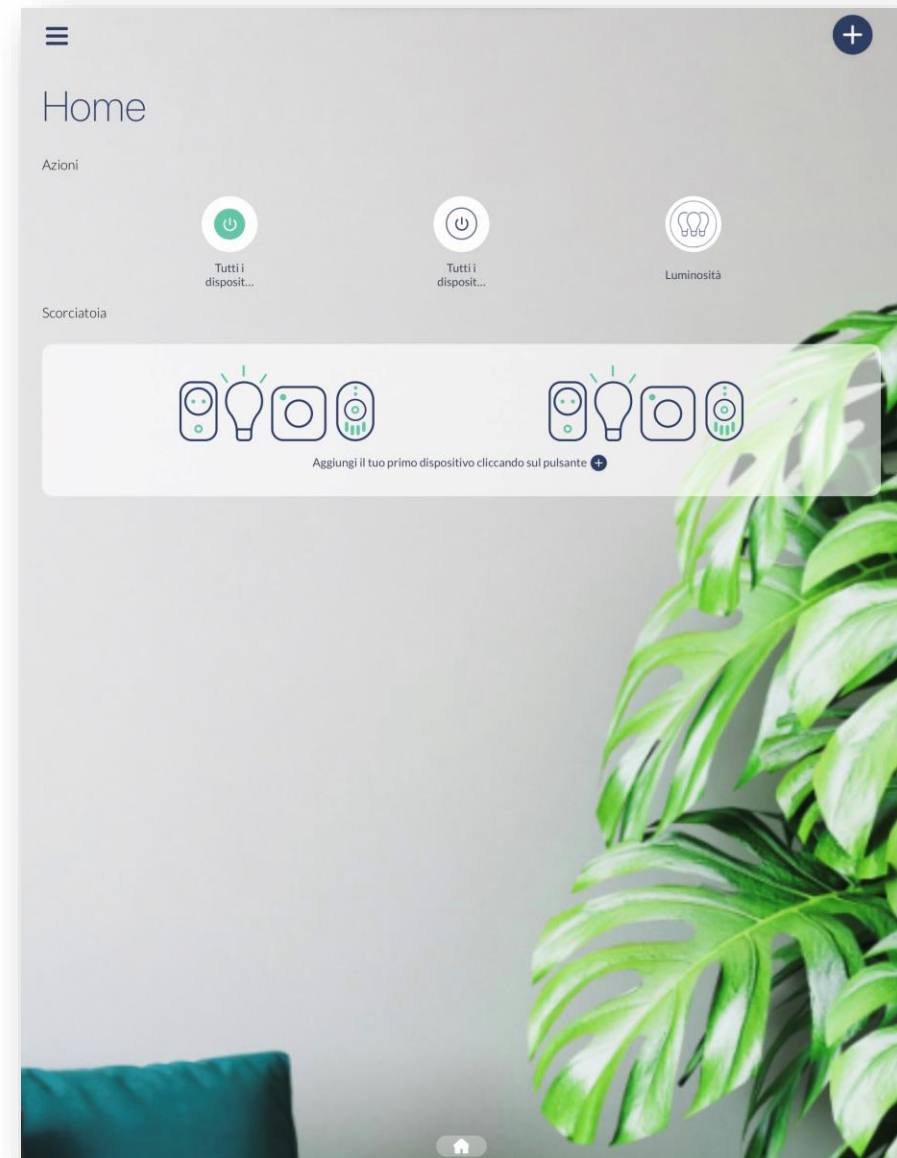 Home
Azioni
Tutti i
disposit...
Tutti i
disposit...
Luminosità
Scorciatoia
Aggiungi il tuo primo dispositivo cliccando sul pulsante